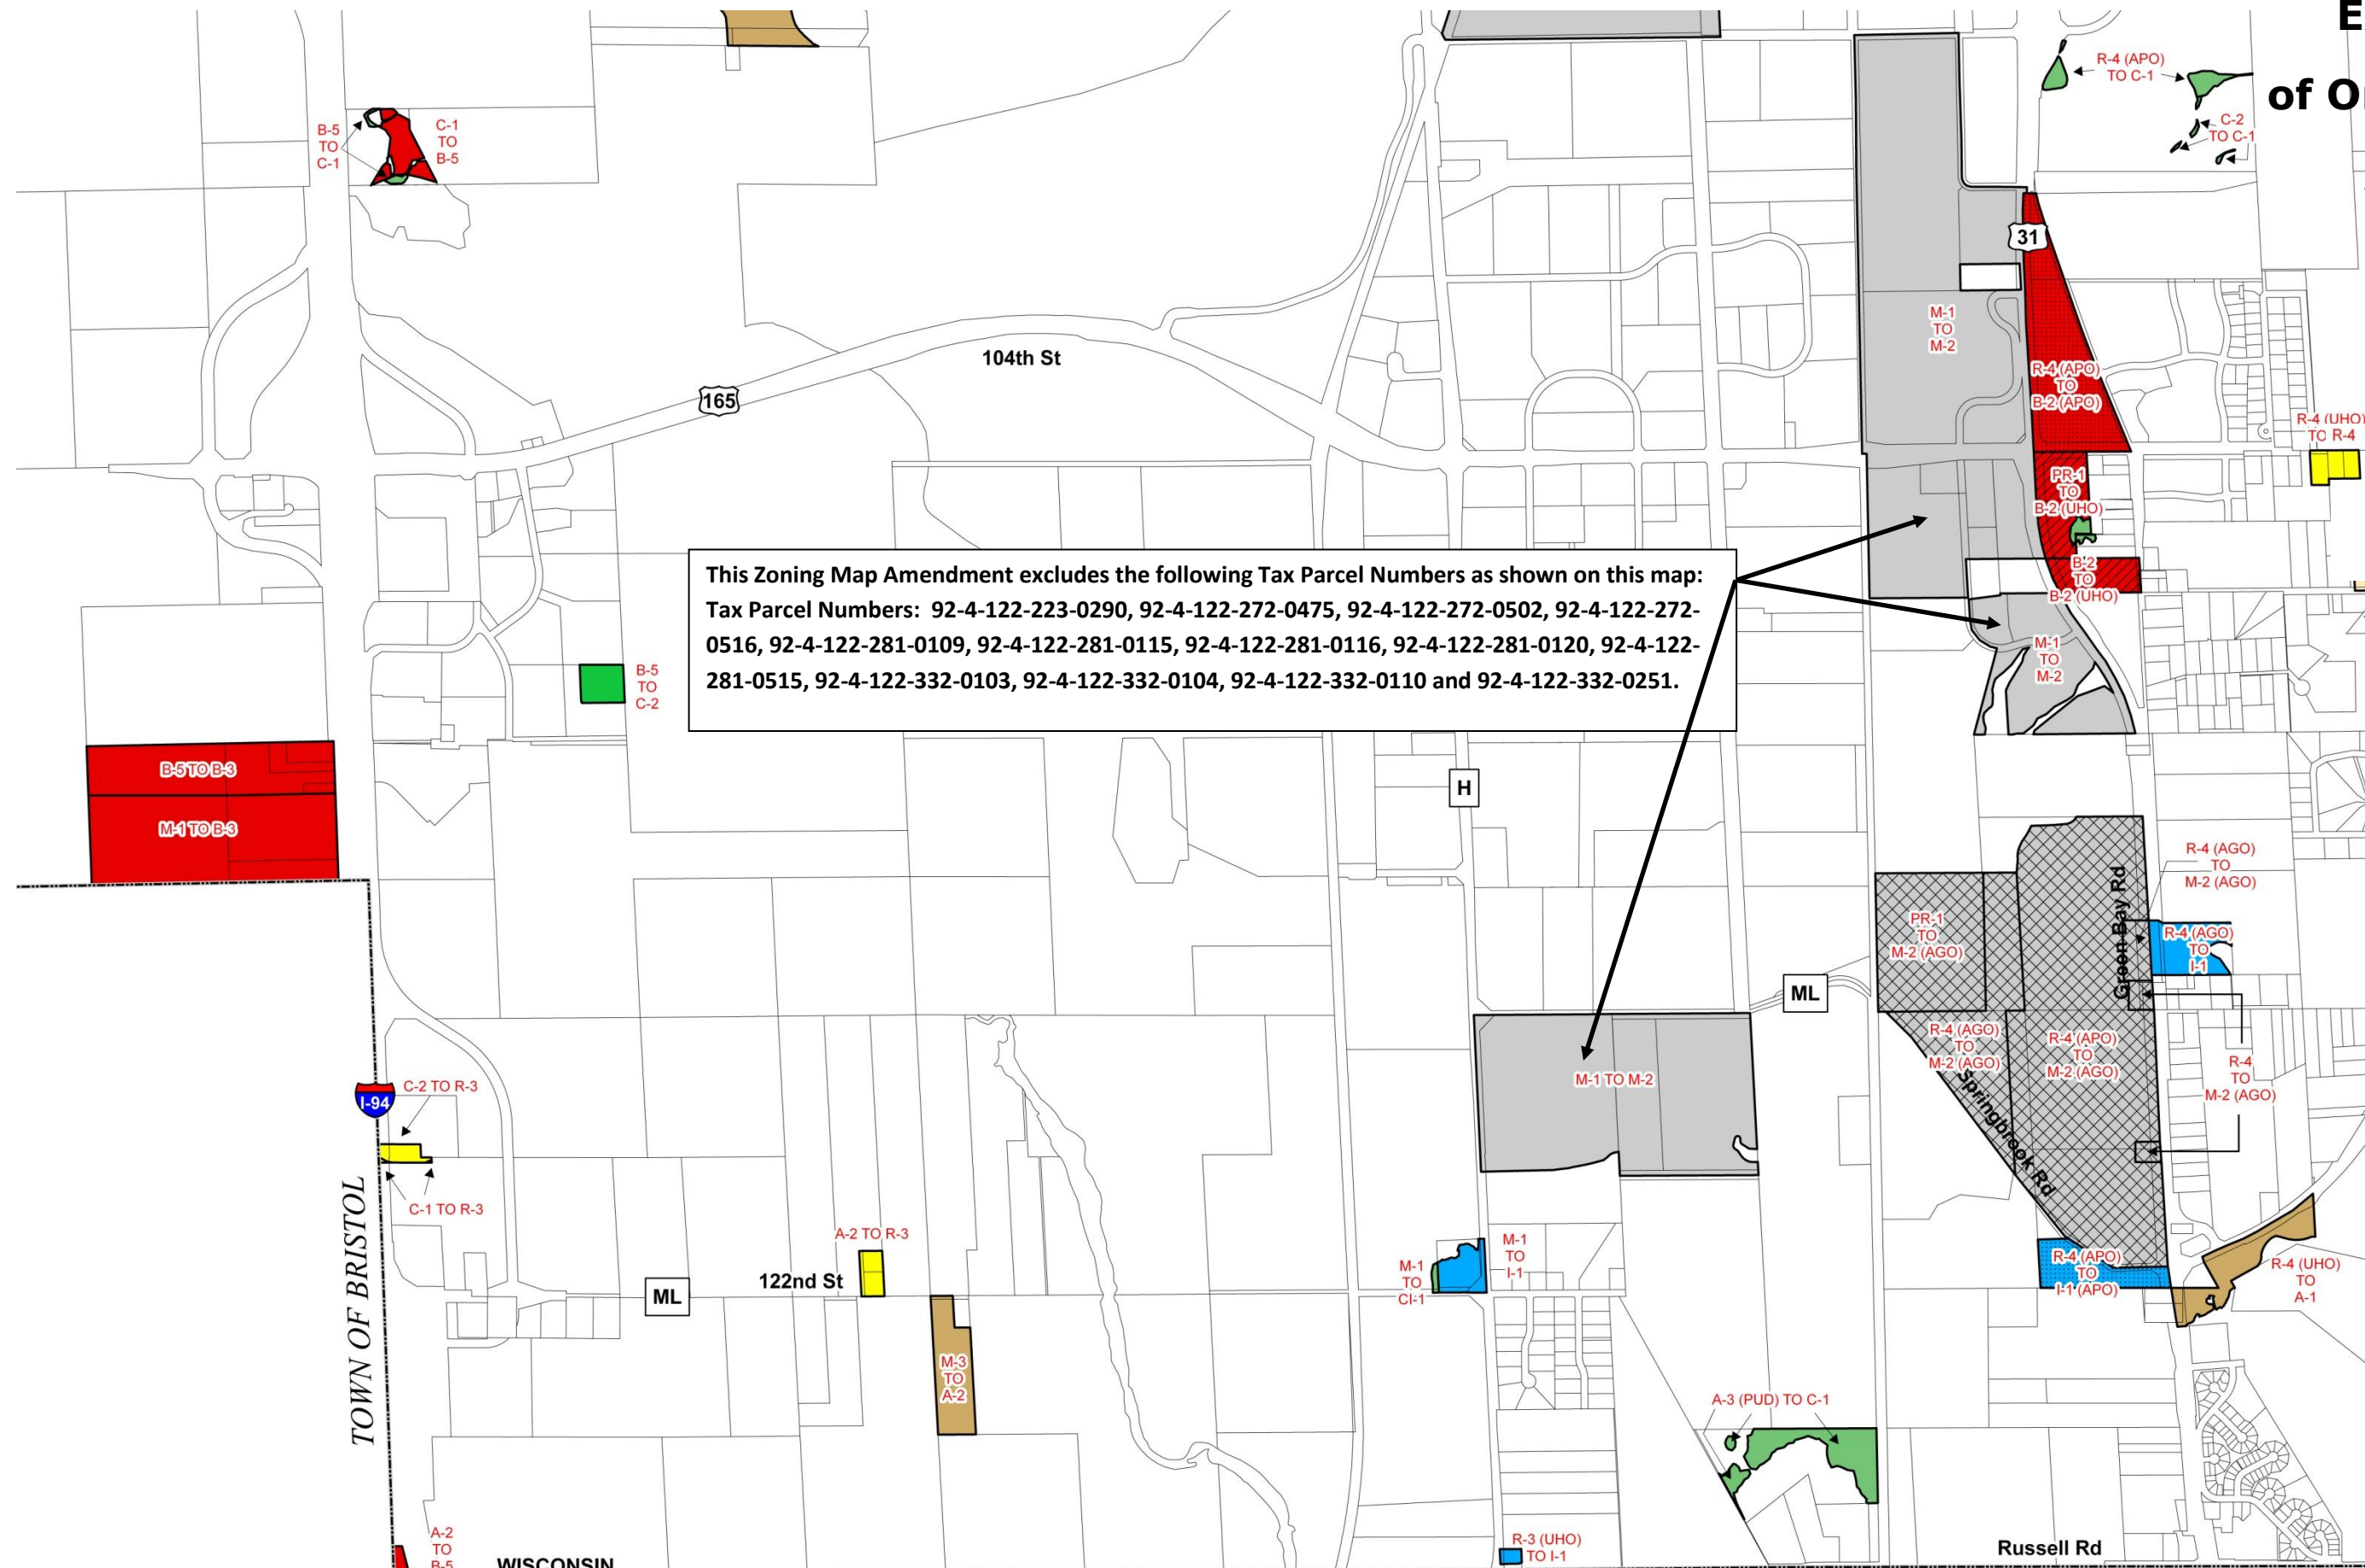 E
of O
R-4 (APO)
TO C-1
C-2
TO C-1
B-5
TO
C-1
C-1
TO
B-5
31
M-1
TO
M-2
104th St
165
R-4 (APO)
TO
B-2 (APO)
R-4 (UHO)
TO R-4
PR-1
TO
B-2 (UHO)
B-2
TO
B-2 (UHO)
This Zoning Map Amendment excludes the following Tax Parcel Numbers as shown on this map:
Tax Parcel Numbers: 92-4-122-223-0290, 92-4-122-272-0475, 92-4-122-272-0502, 92-4-122-272-
0516, 92-4-122-281-0109, 92-4-122-281-0115, 92-4-122-281-0116, 92-4-122-281-0120, 92-4-122-
281-0515, 92-4-122-332-0103, 92-4-122-332-0104, 92-4-122-332-0110 and 92-4-122-332-0251.
M-1
TO
M-2
B-5
TO
C-2
B-5 TO B-3
M-1 TO B-3
H
R-4 (AGO)
TO
M-2 (AGO)
Green Bay Rd
PR-1
TO
M-2 (AGO)
R-4 (AGO)
TO
I-1
ML
R-4 (AGO)
TO
M-2 (AGO)
R-4 (APO)
TO
M-2 (AGO)
R-4
TO
M-2 (AGO)
M-1 TO M-2
Springbrook Rd
I-94
C-2 TO R-3
C-1 TO R-3
TOWN OF BRISTOL
A-2 TO R-3
122nd St
ML
M-1
TO
CI-1
M-1
TO
I-1
R-4 (APO)
TO
I-1 (APO)
R-4 (UHO)
TO
A-1
M-3
TO
A-2
A-3 (PUD) TO C-1
A-2
TO
B-5
WISCONSIN
R-3 (UHO)
TO I-1
Russell Rd